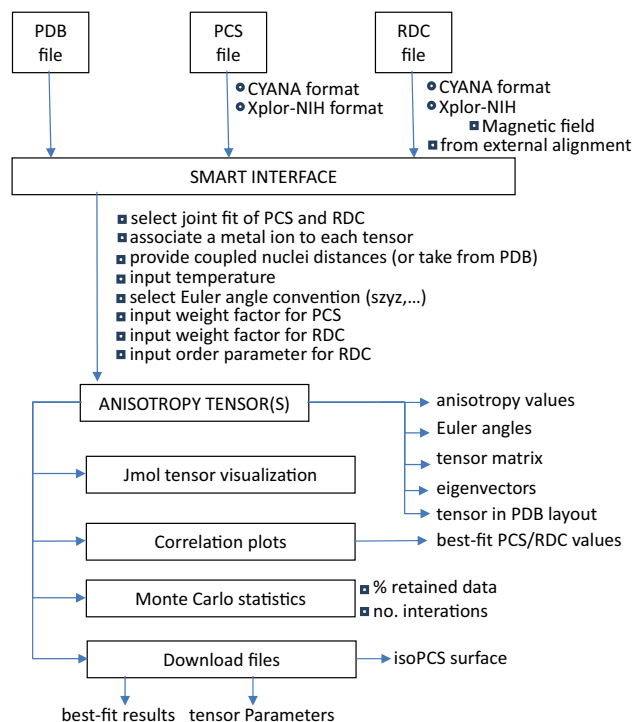 PDB
file
PCS
file
RDC
file
CYANA format
Xplor-NIH format
CYANA format
Xplor-NIH
Magnetic field
from external alignment
SMART INTERFACE
select joint fit of PCS and RDC
associate a metal ion to each tensor
provide coupled nuclei distances (or take from PDB)
input temperature
select Euler angle convention (szyz,...)
input weight factor for PCS
input weight factor for RDC
input order parameter for RDC
ANISOTROPY TENSOR(S)
anisotropy values
Euler angles
tensor matrix
eigenvectors
tensor in PDB layout
Jmol tensor visualization
Correlation plots
best-fit PCS/RDC values
Monte Carlo statistics
% retained data
no. interations
Download files
isoPCS surface
best-fit results
tensor Parameters